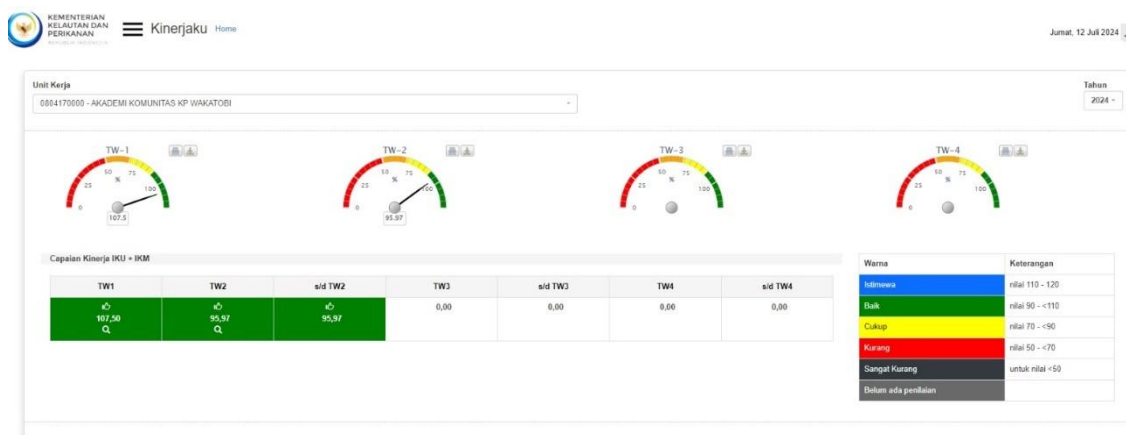 KEMENTERIAN
KELAUTAN DAN
PERIKANAN
REPUBLIK INDONESIA
Kinerjaku Home
Jumat, 12 Juli 2024
Unit Kerja
Tahun
0804170000 - AKADEMI KOMUNITAS KP WAKATOBI
2024
TW-1
0 25 50 75 100
%
107.5
TW-2
0 25 50 75 100
%
95.97
TW-3
0 25 50 75 100
%
TW-4
0 25 50 75 100
%
Capaian Kinerja IKU + IKM
TW1 TW2 s/d TW2 TW3 s/d TW3 TW4 s/d TW4
107,50 95,97 95,97 0,00 0,00 0,00 0,00
Warna Keterangan
Istimewa nilai 110 - 120
Baik nilai 90 - <110
Cukup nilai 70 - <90
Kurang nilai 50 - <70
Sangat Kurang untuk nilai <50
Belum ada penilaian